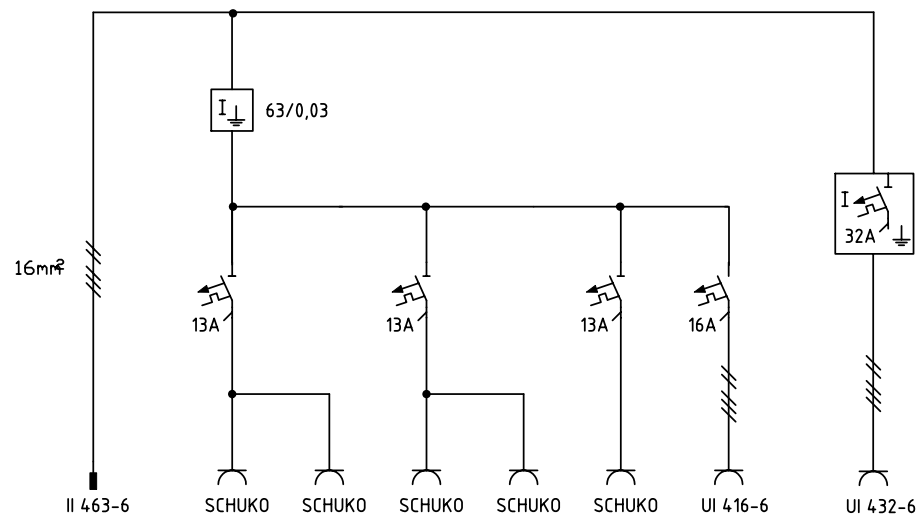 I
63/0,03
I
32A
16mm²
13A
13A
13A
16A
II 463-6
SCHUKO
SCHUKO
SCHUKO
SCHUKO
SCHUKO
UI 416-6
UI 432-6